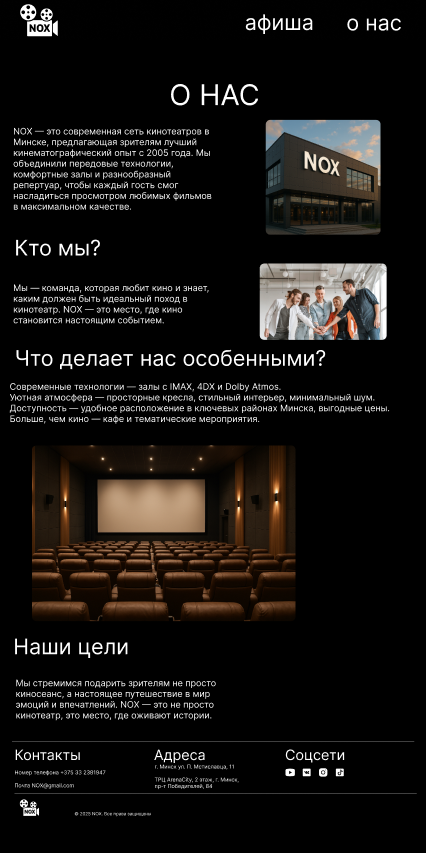 NOX
афиша
о нас
О НАС
NOX — это современная сеть кинотеатров в
Минске, предлагающая зрителям лучший
кинематографический опыт с 2005 года. Мы
объединили передовые технологии,
комфортные залы и разнообразный
репертуар, чтобы каждый гость смог
насладиться просмотром любимых фильмов
в максимальном качестве.
NOX
Кто мы?
Мы — команда, которая любит кино и знает,
каким должен быть идеальный поход в
кинотеатр. NOX — это место, где кино
становится настоящим событием.
Что делает нас особенными?
Современные технологии — залы с IMAX, 4DX и Dolby Atmos.
Уютная атмосфера — просторные кресла, стильный интерьер, минимальный шум.
Доступность — удобное расположение в ключевых районах Минска, выгодные цены.
Больше, чем кино — кафе и тематические мероприятия.
Наши цели
Мы стремимся подарить зрителям не просто
киносеанс, а настоящее путешествие в мир
эмоций и впечатлений. NOX — это не просто
кинотеатр, это место, где оживают истории.
Контакты
Номер телефона +375 33 2381947
Почта NOX@gmail.com
Адреса
г. Минск ул. П. Мстиславца, 11
ТРЦ ArenaCity, 2 этаж, г. Минск,
пр-т Победителей, 84
Соцсети
NOX
© 2025 NOX. Все права защищены